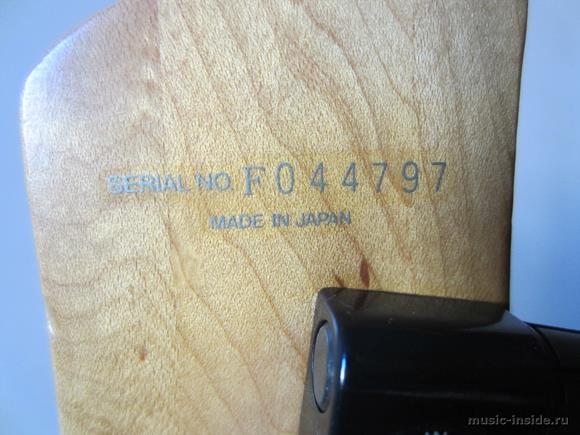 SERIAL NO. F044797
MADE IN JAPAN
music-inside.ru